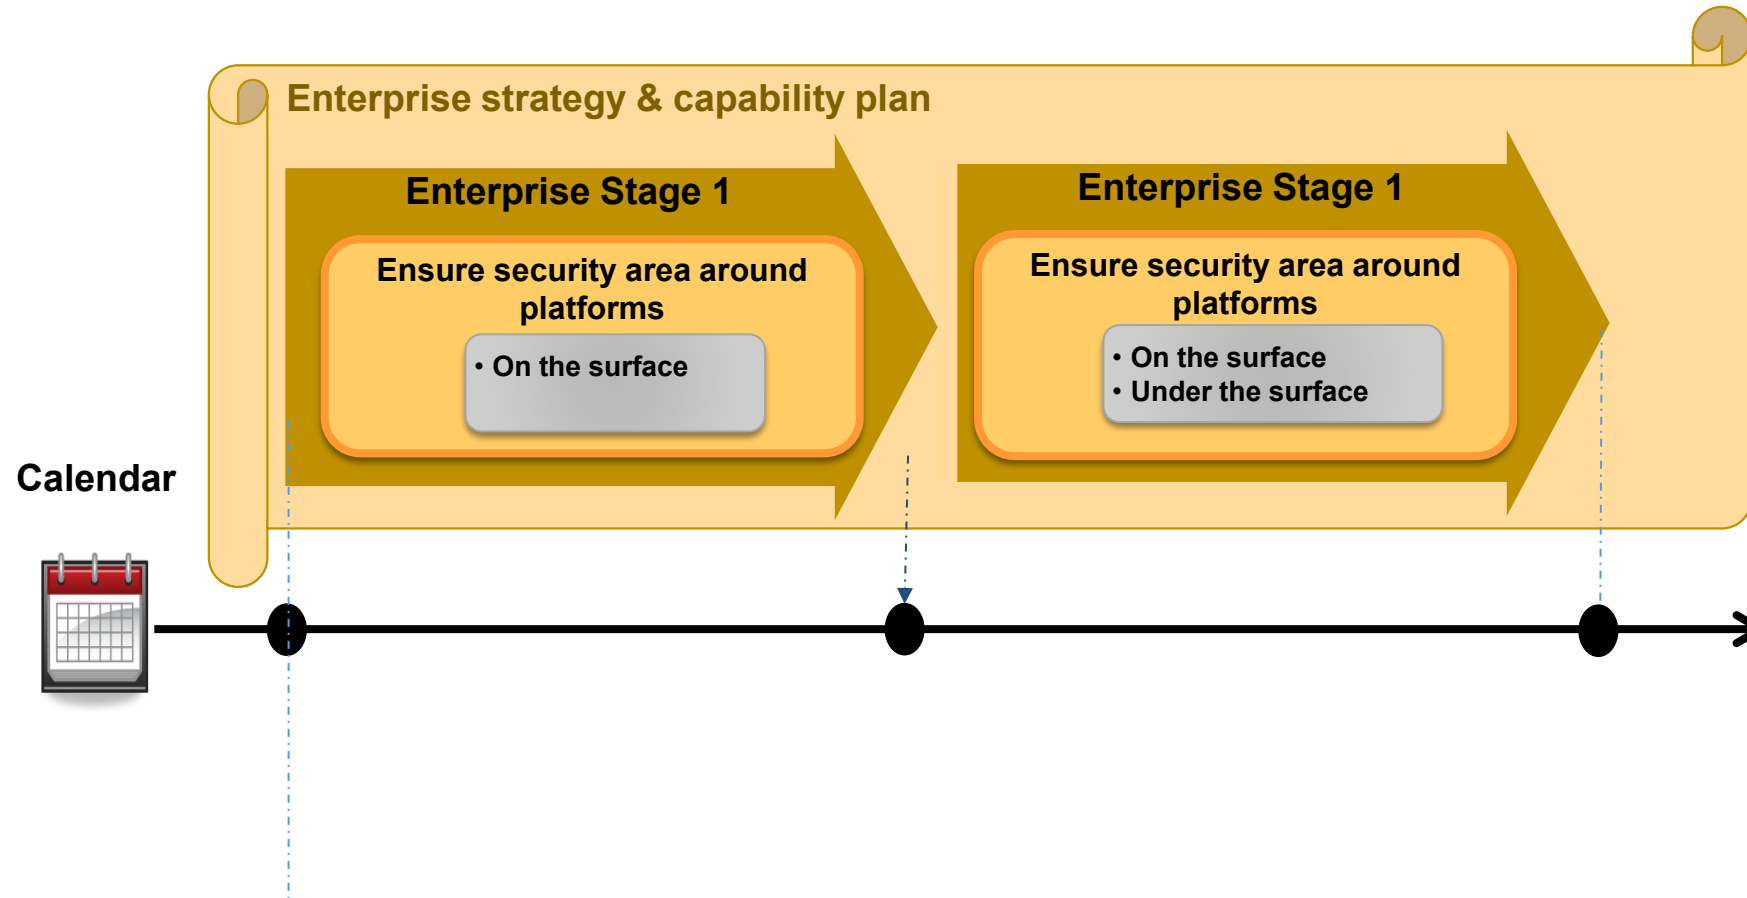 Enterprise strategy & capability plan
Enterprise Stage 1
Ensure security area around
platforms
• On the surface
Enterprise Stage 1
Ensure security area around
platforms
• On the surface
• Under the surface
Calendar